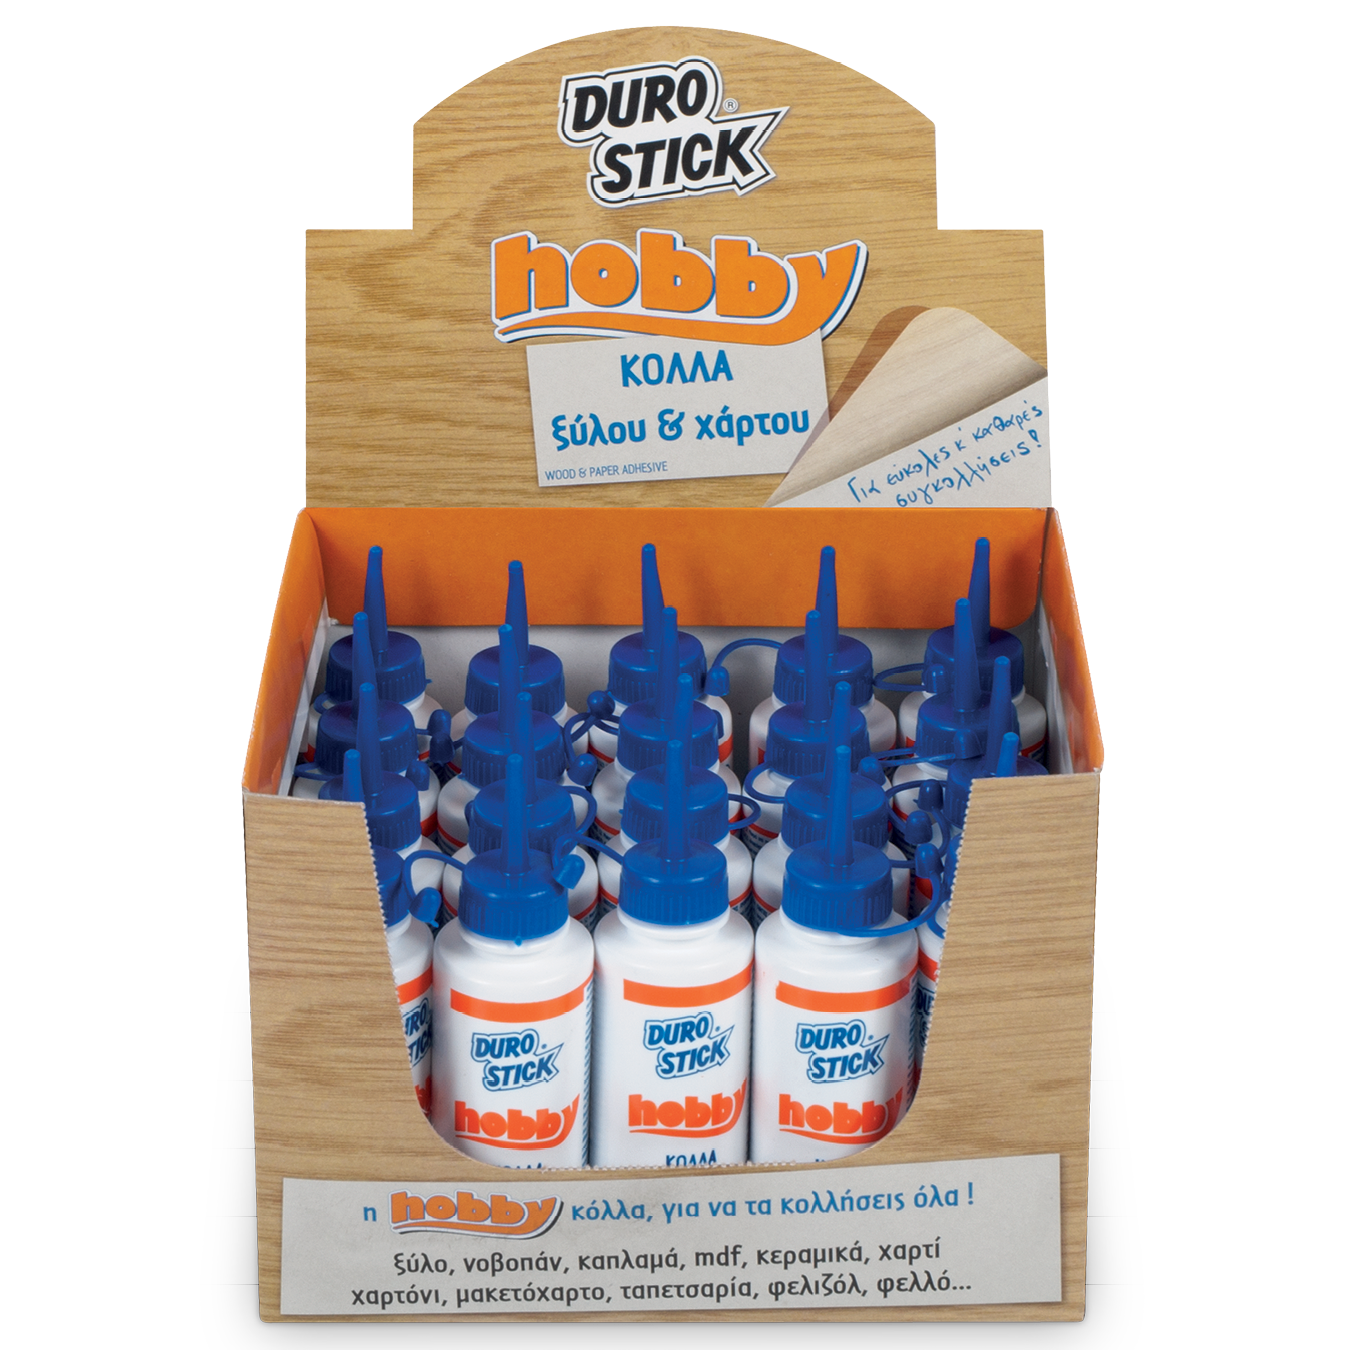 DURO
STICK ®
hobby
ΚΟΛΛΑ
ξύλου & χάρτου
WOOD & PAPER ADHESIVE
Για εύκολες κ' καθαρές
συγκολλήσεις!
DURO
STICK
hobby
DURO
STICK
hobby
ΚΟΛΛΑ
DURO
STICK
hobby
η hobby κόλλα, για να τα κολλήσεις όλα !
ξύλο, νοβοπάν, καπλαμά, mdf, κεραμικά, χαρτί
χαρτόνι, μακετόχαρτο, ταπετσαρία, φελιζόλ, φελλό...